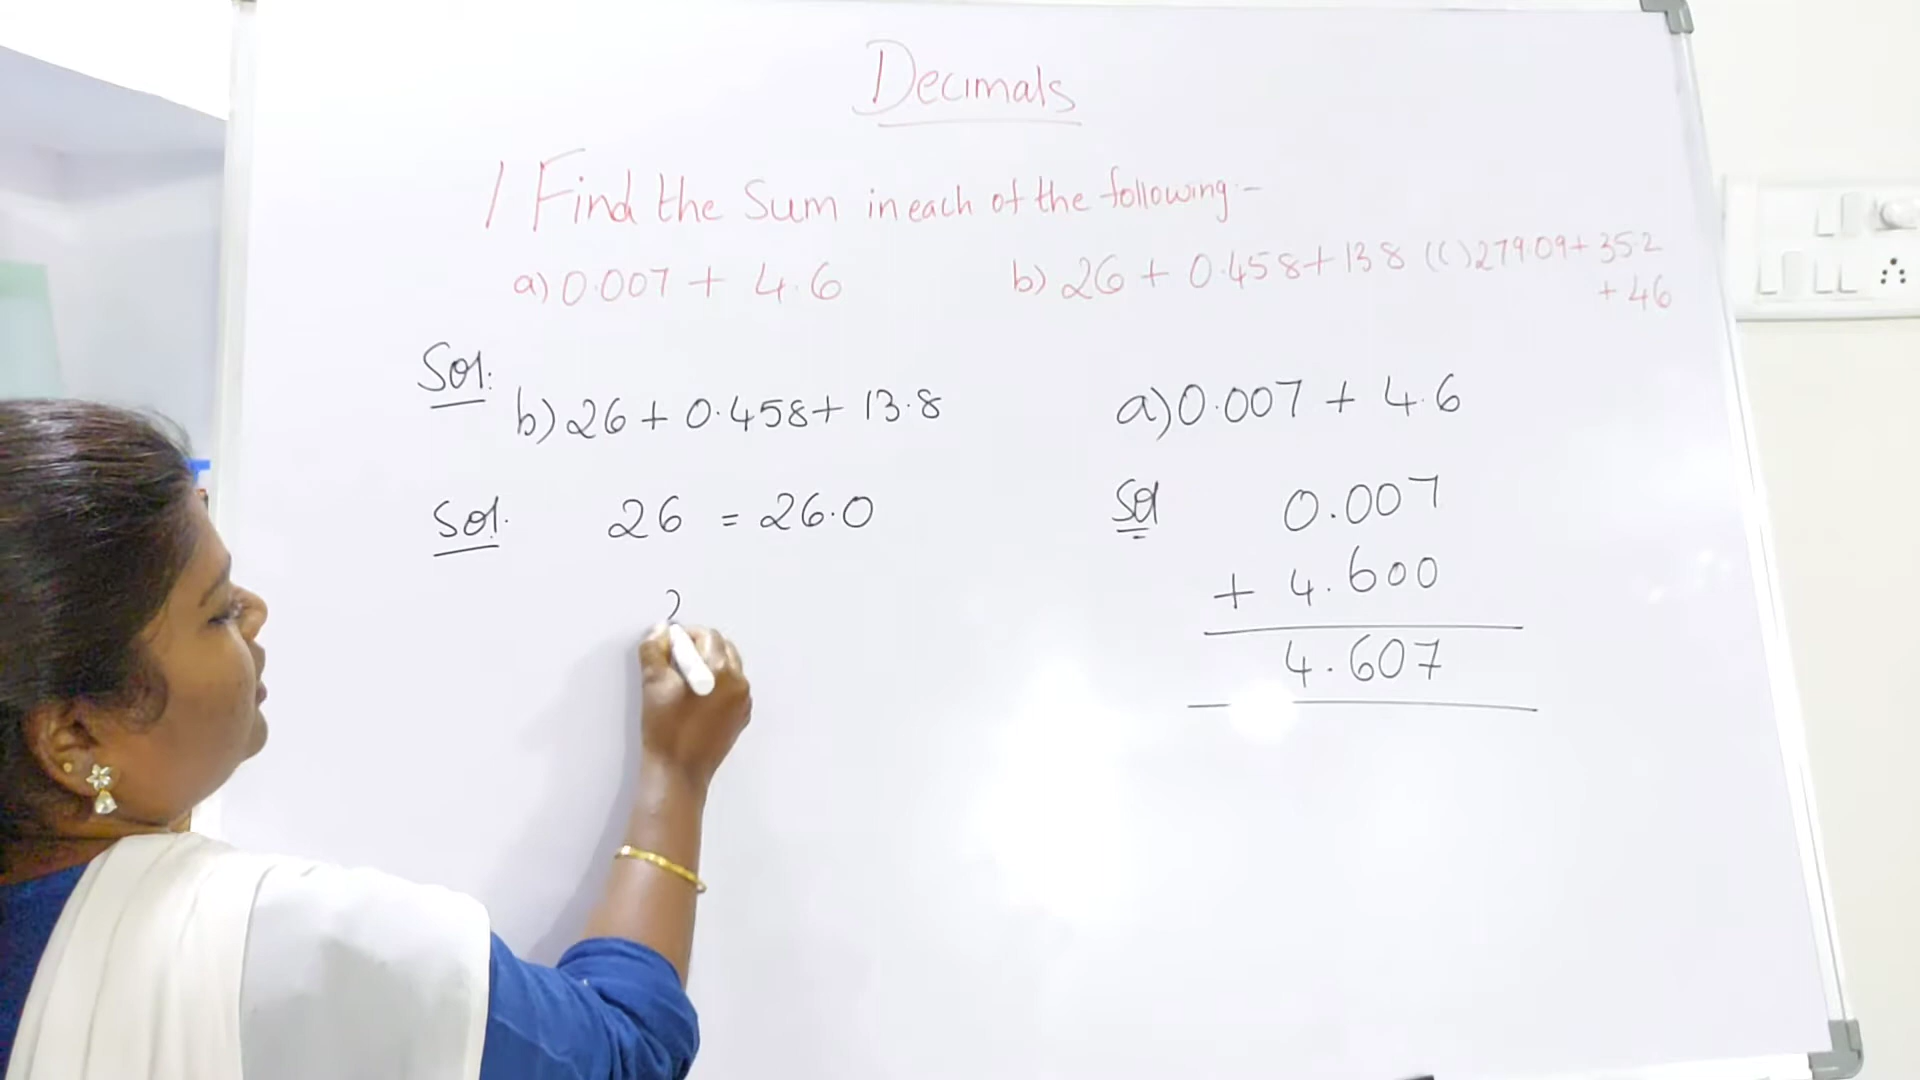 Decimals
1 Find the Sum in each of the following:-
a) 0.007 + 4.6 b) 26 + 0.458 + 13.8 (c) 279.09 + 35.2
+ 46
Sol:
b) 26 + 0.458 + 13.8
Sol. 26 = 26.0
2
a) 0.007 + 4.6
Sol 0.007
+ 4.600
4.607